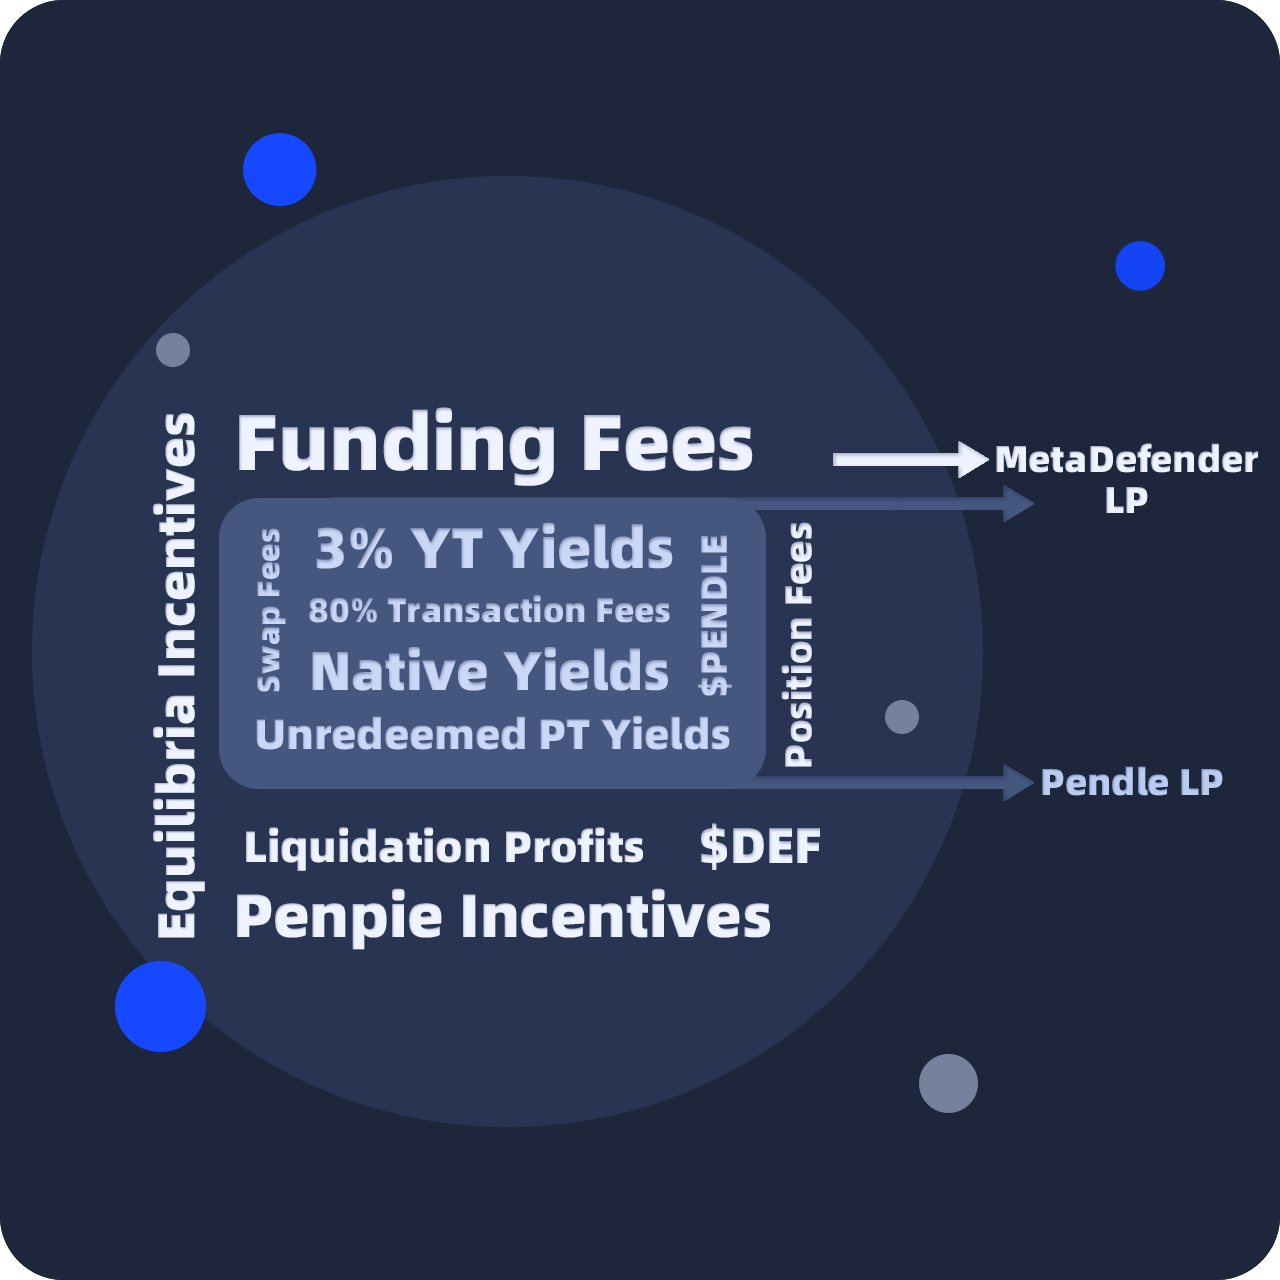 Equilibria Incentives
Funding Fees
MetaDefender
LP
Swap Fees
3% YT Yields
80% Transaction Fees
Native Yields
$PENDLE
Unredeemed PT Yields
Position Fees
Pendle LP
Liquidation Profits
$DEF
Penpie Incentives